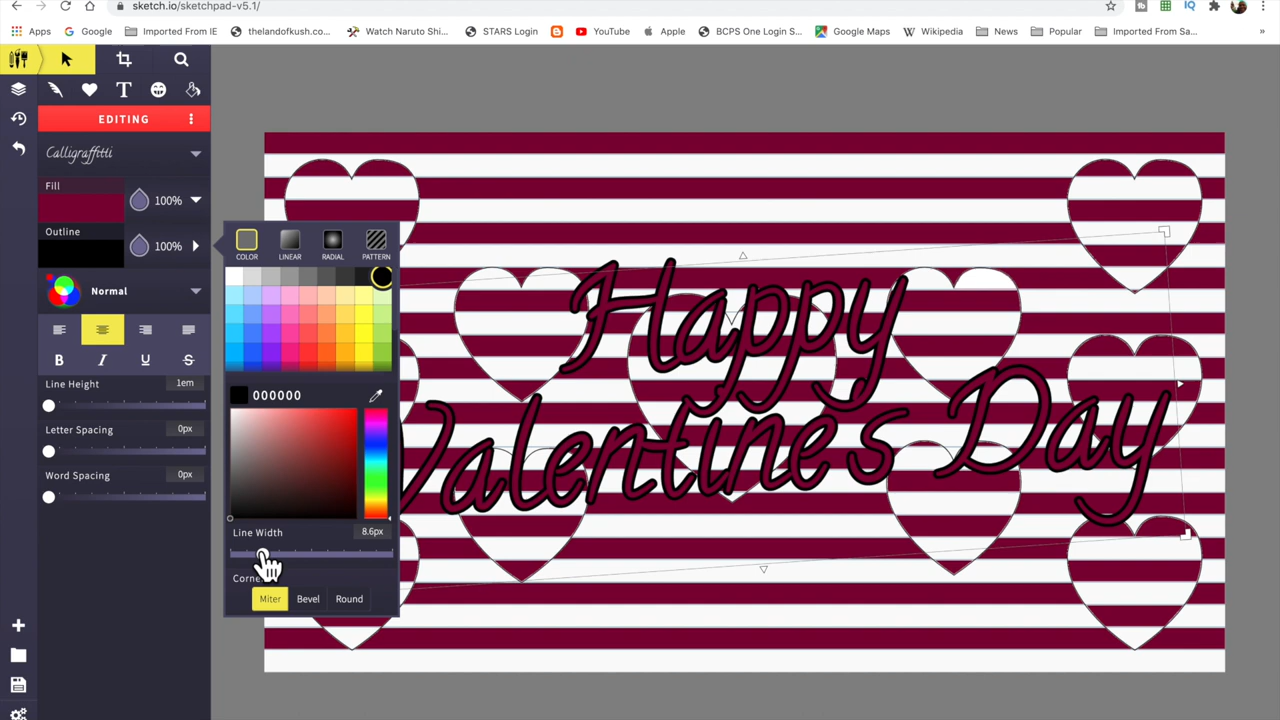 sketch.io/sketchpad-v5.1/
Apps
Google
Imported From IE
thelandofkush.co...
Watch Naruto Shi...
STARS Login
YouTube
Apple
BCPS One Login S...
Google Maps
Wikipedia
News
Popular
Imported From Sa...
»
T
EDITING
Calligraffitti
Fill
100%
Outline
100%
Normal
B I U S
Line Height
1em
Letter Spacing
0px
Word Spacing
0px
COLOR
LINEAR
RADIAL
PATTERN
000000
Line Width
8.6px
Corne
Miter
Bevel
Round
Happy
Valentine's Day